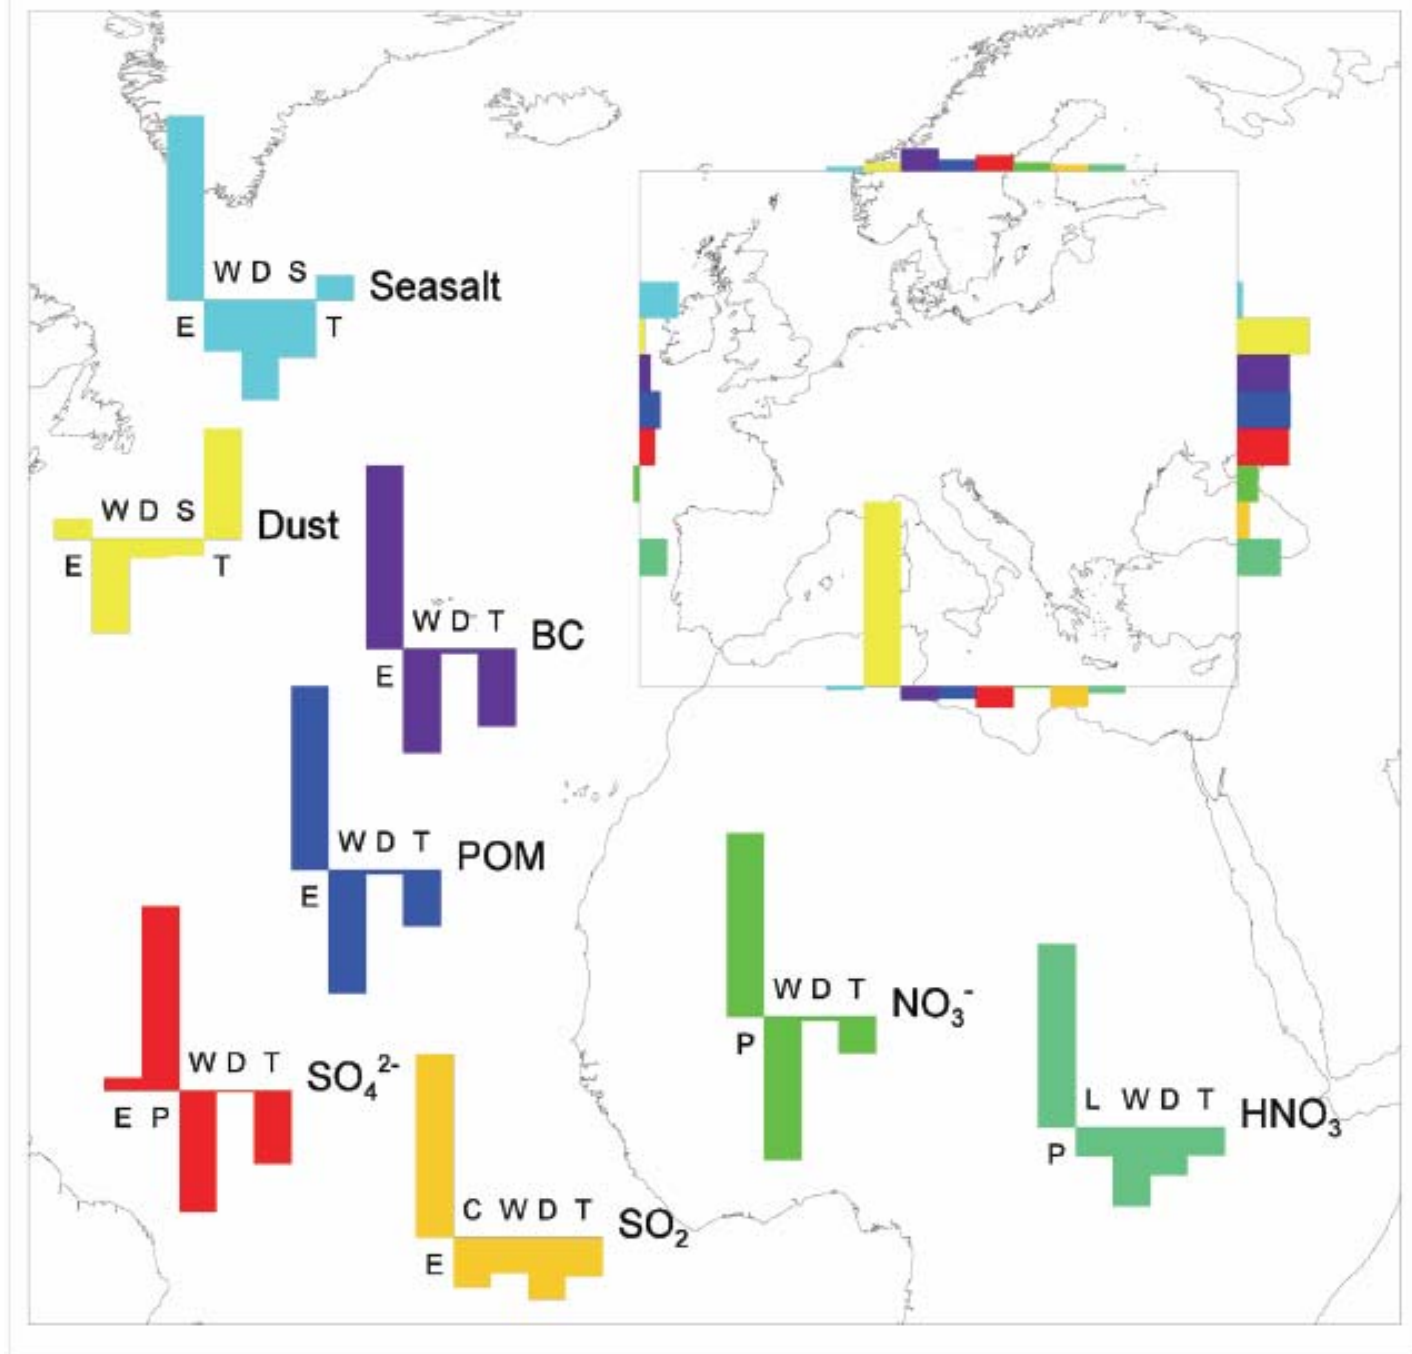 W D S
Seasalt
E T
W D S
Dust
E T
W D T
BC
E
W D T
POM
E
W D T
SO₄²⁻
E P
W D T
NO₃⁻
P
L W D T
HNO₃
P
C W D T
SO₂
E